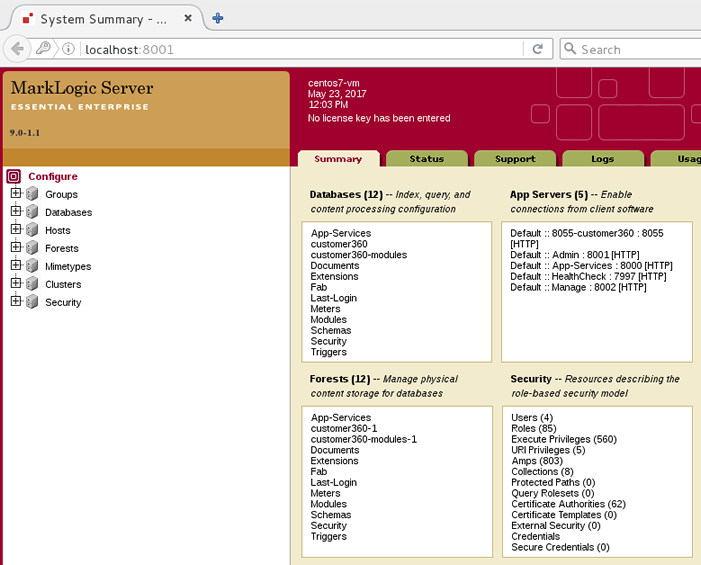 System Summary - ...
localhost:8001
Search
MarkLogic Server
ESSENTIAL ENTERPRISE
9.0-1.1
centos7-vm
May 23, 2017
12:03 PM
No license key has been entered
Summary
Status
Support
Logs
Usag
Configure
Groups
Databases
Hosts
Forests
Mimetypes
Clusters
Security
Databases (12) -- Index, query, and
content processing configuration
App-Services
customer360
customer360-modules
Documents
Extensions
Fab
Last-Login
Meters
Modules
Schemas
Security
Triggers
App Servers (5) -- Enable
connections from client software
Default :: 8055-customer360 : 8055
[HTTP]
Default :: Admin : 8001 [HTTP]
Default :: App-Services : 8000 [HTTP]
Default :: HealthCheck : 7997 [HTTP]
Default :: Manage : 8002 [HTTP]
Forests (12) -- Manage physical
content storage for databases
App-Services
customer360-1
customer360-modules-1
Documents
Extensions
Fab
Last-Login
Meters
Modules
Schemas
Security
Triggers
Security -- Resources describing the
role-based security model
Users (4)
Roles (85)
Execute Privileges (560)
URI Privileges (5)
Amps (803)
Collections (8)
Protected Paths (0)
Query Rolesets (0)
Certificate Authorities (62)
Certificate Templates (0)
External Security (0)
Credentials
Secure Credentials (0)